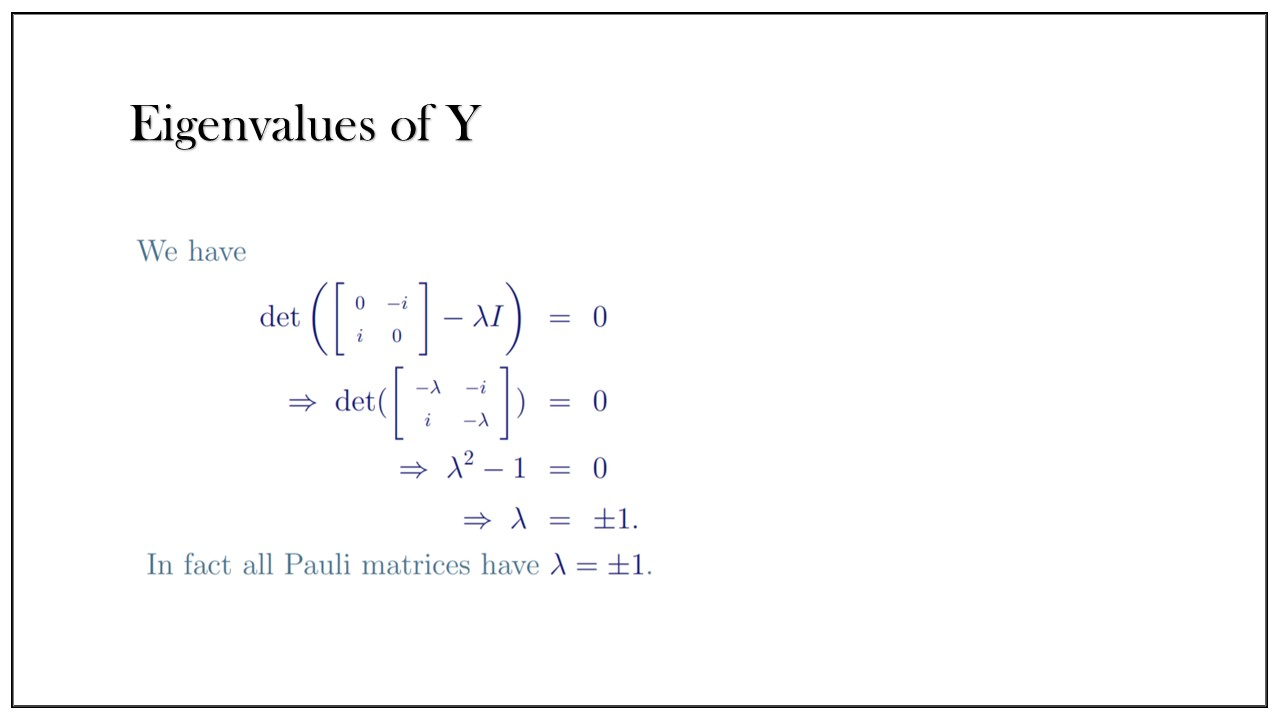 Eigenvalues of Y
We have
det([0 -i; i 0] − λI) = 0
⇒ det([-λ -i; i -λ]) = 0
⇒ λ² − 1 = 0
⇒ λ = ±1.
In fact all Pauli matrices have λ = ±1.